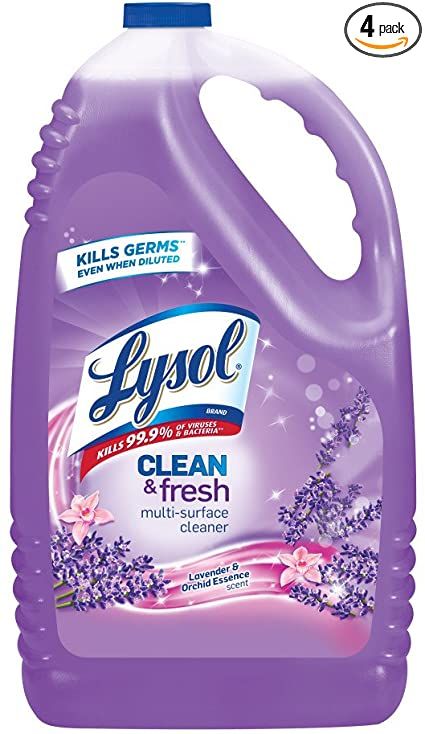 4 pack
KILLS GERMS
EVEN WHEN DILUTED
Lysol®
BRAND
KILLS 99.9% OF VIRUSES & BACTERIA
CLEAN
& fresh
multi-surface
cleaner
Lavender &
Orchid Essence
scent